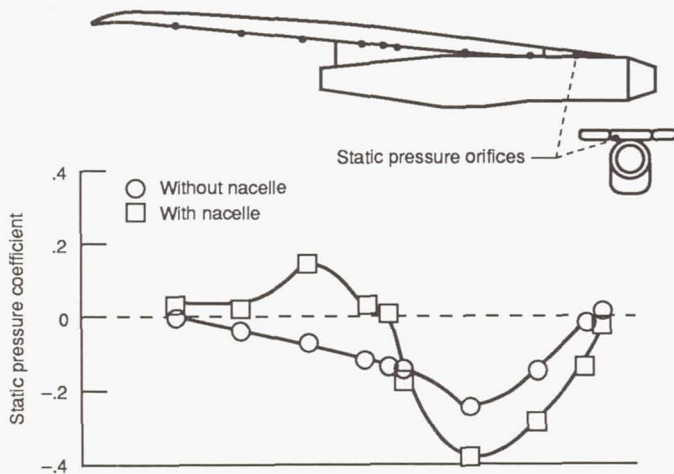 Static pressure orifices
.4
Without nacelle
With nacelle
.2
0
–.2
–.4
Static pressure coefficient